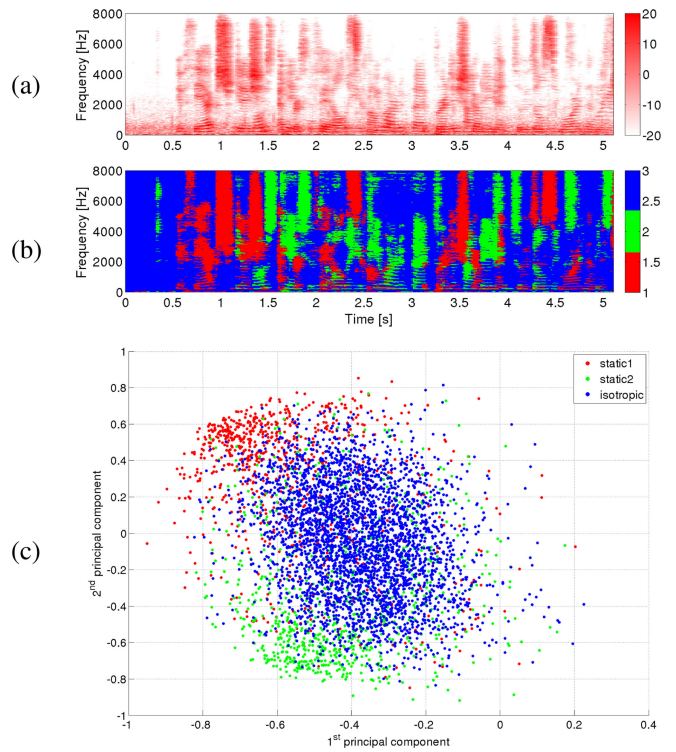 (a)
Frequency [Hz]
8000
6000
4000
2000
0
0 0.5 1 1.5 2 2.5 3 3.5 4 4.5 5
20
10
0
-10
-20
(b)
Frequency [Hz]
8000
6000
4000
2000
0
0 0.5 1 1.5 2 2.5 3 3.5 4 4.5 5
Time [s]
3
2.5
2
1.5
1
(c)
2nd principal component
1
0.8
0.6
0.4
0.2
0
-0.2
-0.4
-0.6
-0.8
-1
static1
static2
isotropic
-1 -0.8 -0.6 -0.4 -0.2 0 0.2 0.4
1st principal component